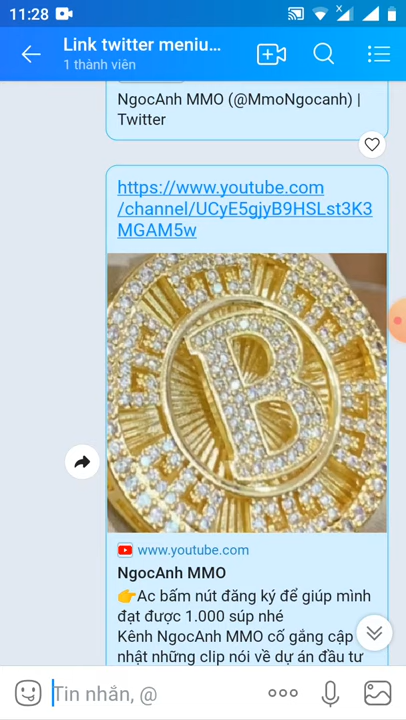 11:28
Link twitter meniu...
1 thành viên
NgocAnh MMO (@MmoNgocanh) |
Twitter
https://www.youtube.com
/channel/UCyE5gjyB9HSLst3K3
MGAM5w
B
www.youtube.com
NgocAnh MMO
👉Ac bấm nút đăng ký để giúp mình
đạt được 1.000 súp nhé
Kênh NgocAnh MMO cố gắng cập
nhật những clip nói về dự án đầu tư
Tin nhắn, @